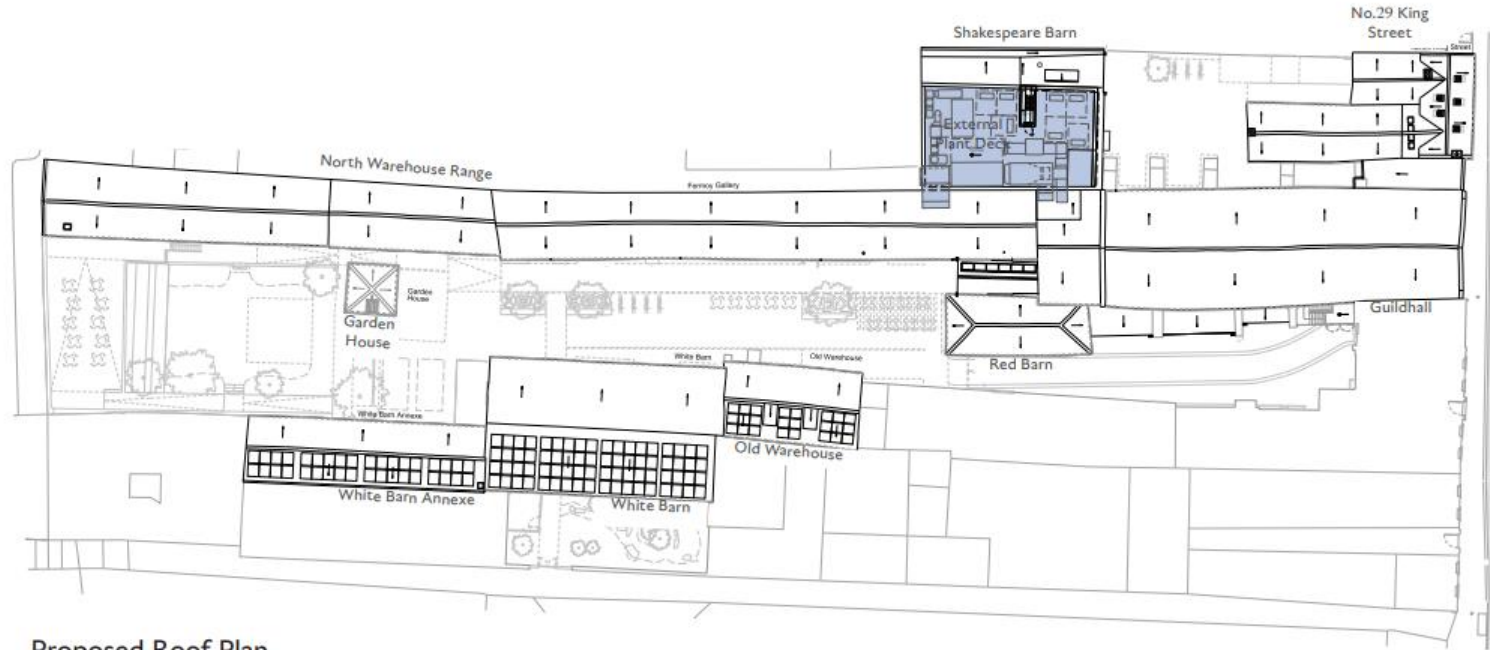 No.29 King
Street
Shakespeare Barn
Street
External
Plant Deck
North Warehouse Range
Fermoy Gallery
Garden
House
Garden
House
Guildhall
Red Barn
White Barn
Old Warehouse
White Barn Annexe
Old Warehouse
White Barn Annexe
White Barn
Proposed Roof Plan